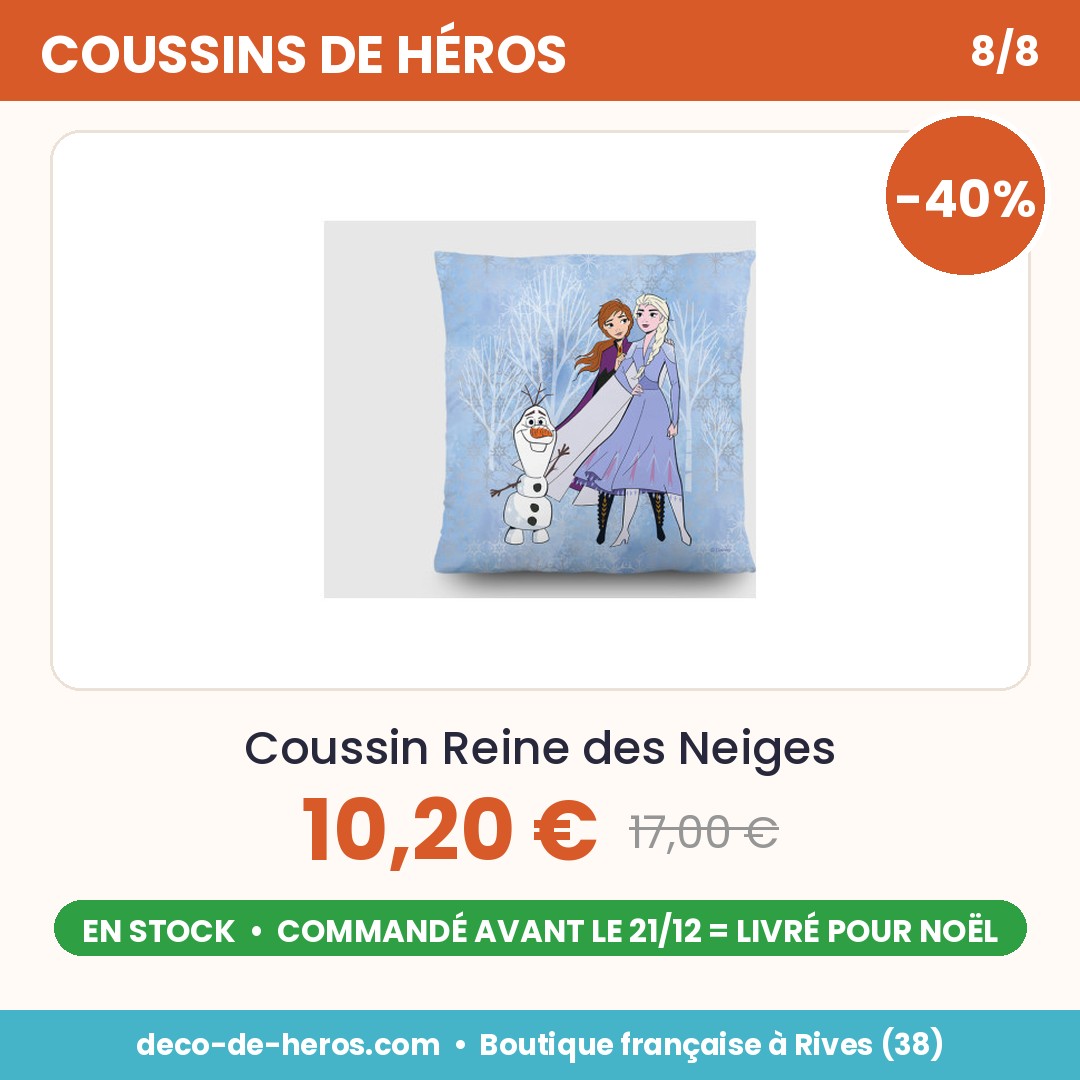 COUSSINS DE HÉROS
8/8
-40%
Coussin Reine des Neiges
10,20 € 17,00 €
EN STOCK • COMMANDÉ AVANT LE 21/12 = LIVRÉ POUR NOËL
deco-de-heros.com • Boutique française à Rives (38)